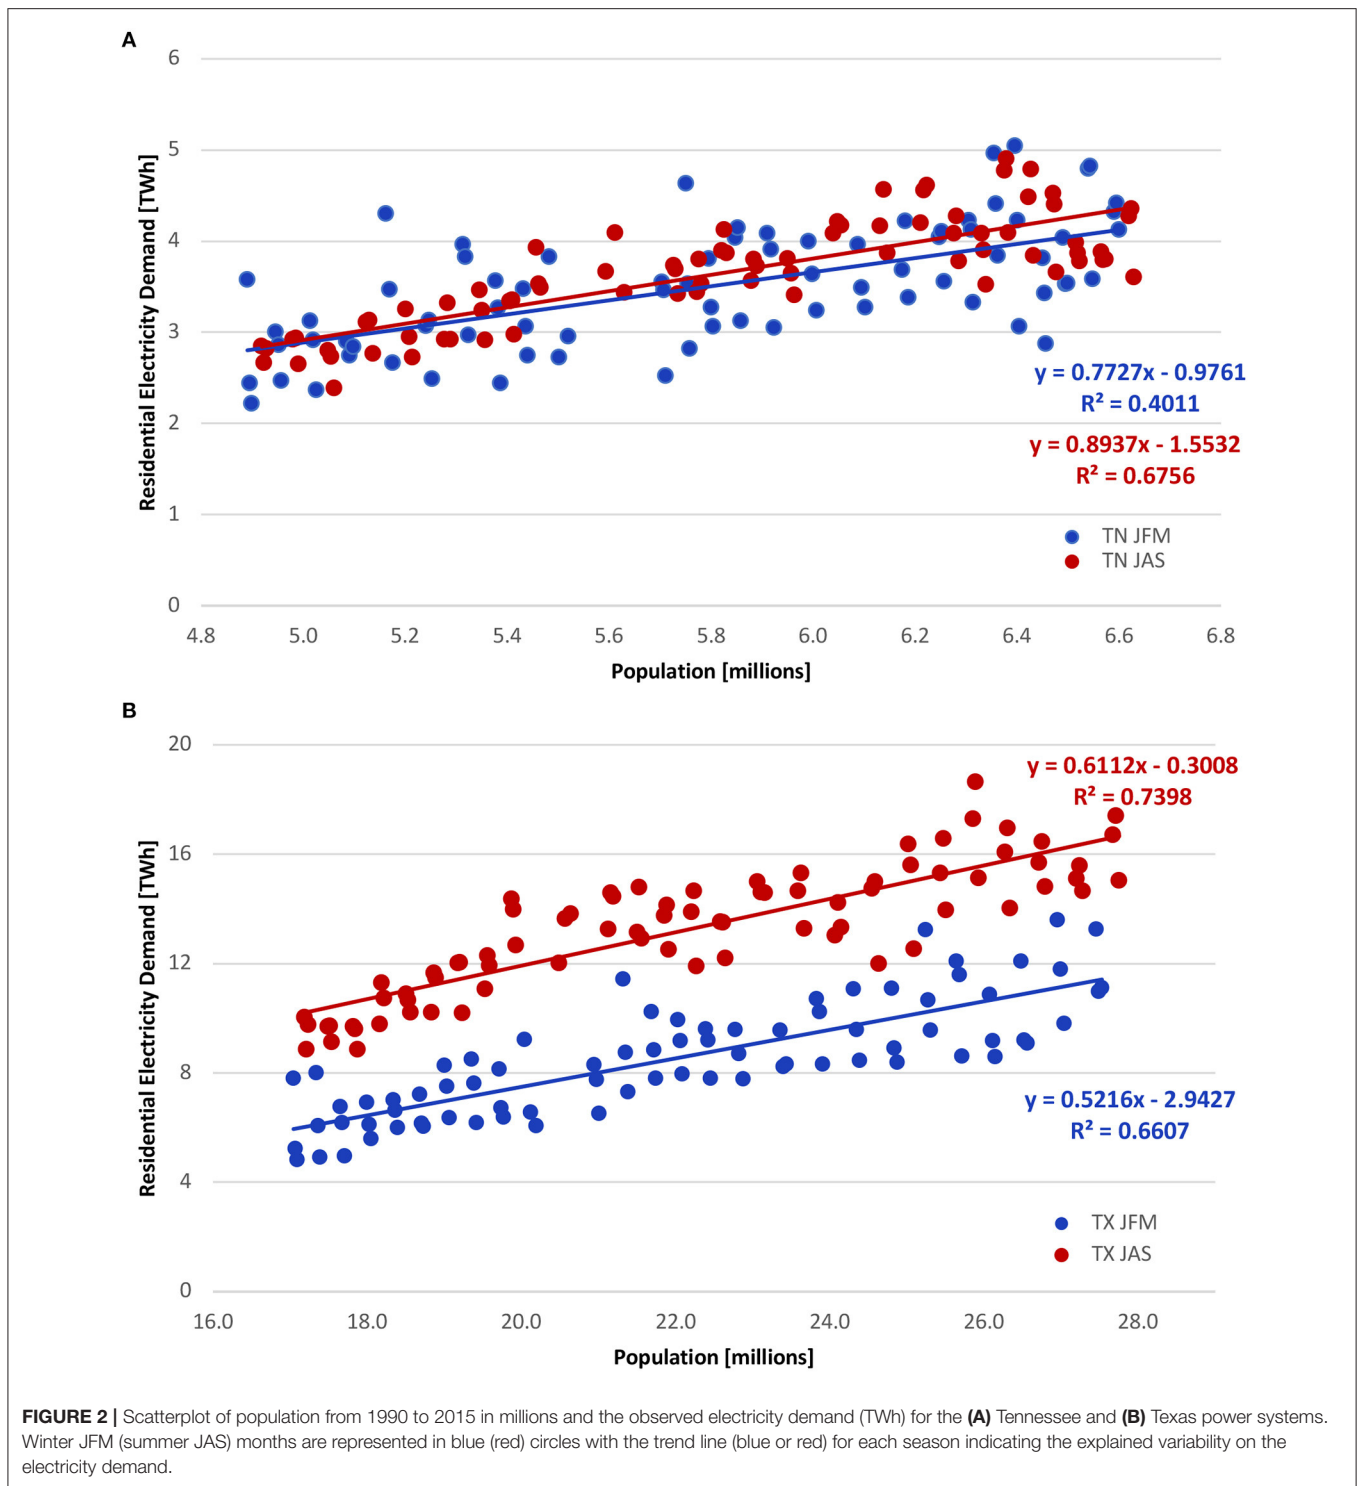 A
6
5
4
3
2
1
0
Residential Electricity Demand [TWh]
y = 0.7727x - 0.9761
R² = 0.4011
y = 0.8937x - 1.5532
R² = 0.6756
TN JFM
TN JAS
4.8 5.0 5.2 5.4 5.6 5.8 6.0 6.2 6.4 6.6 6.8
Population [millions]
B
20
16
12
8
4
0
Residential Electricity Demand [TWh]
y = 0.6112x - 0.3008
R² = 0.7398
y = 0.5216x - 2.9427
R² = 0.6607
TX JFM
TX JAS
16.0 18.0 20.0 22.0 24.0 26.0 28.0
Population [millions]
FIGURE 2 | Scatterplot of population from 1990 to 2015 in millions and the observed electricity demand (TWh) for the (A) Tennessee and (B) Texas power systems.
Winter JFM (summer JAS) months are represented in blue (red) circles with the trend line (blue or red) for each season indicating the explained variability on the
electricity demand.